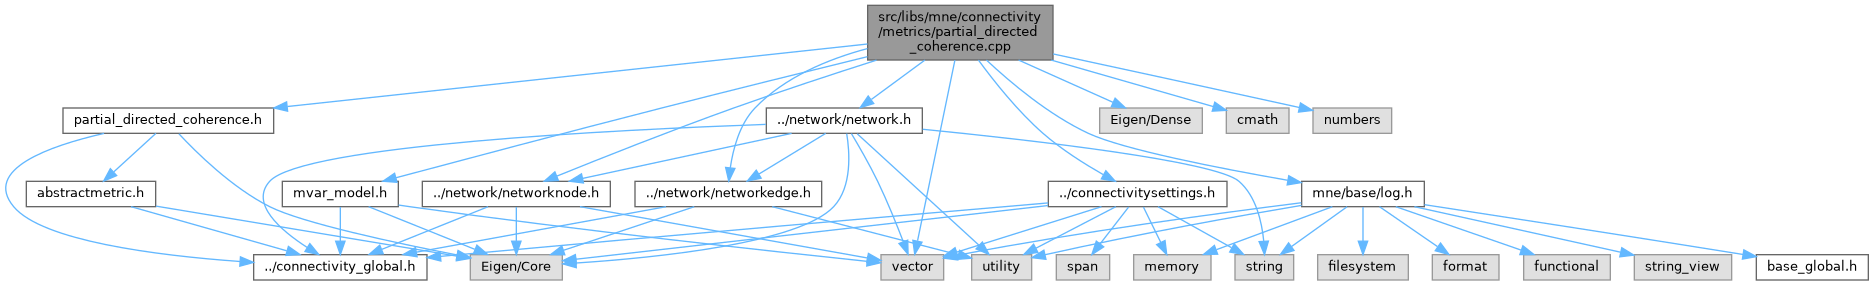 src/libs/mne/connectivity
/metrics/partial_directed
_coherence.cpp
partial_directed_coherence.h
../network/network.h
Eigen/Dense
cmath
numbers
abstractmetric.h
mvar_model.h
../network/networknode.h
../network/networkedge.h
../connectivitysettings.h
mne/base/log.h
../connectivity_global.h
Eigen/Core
vector
utility
span
memory
string
filesystem
format
functional
string_view
base_global.h